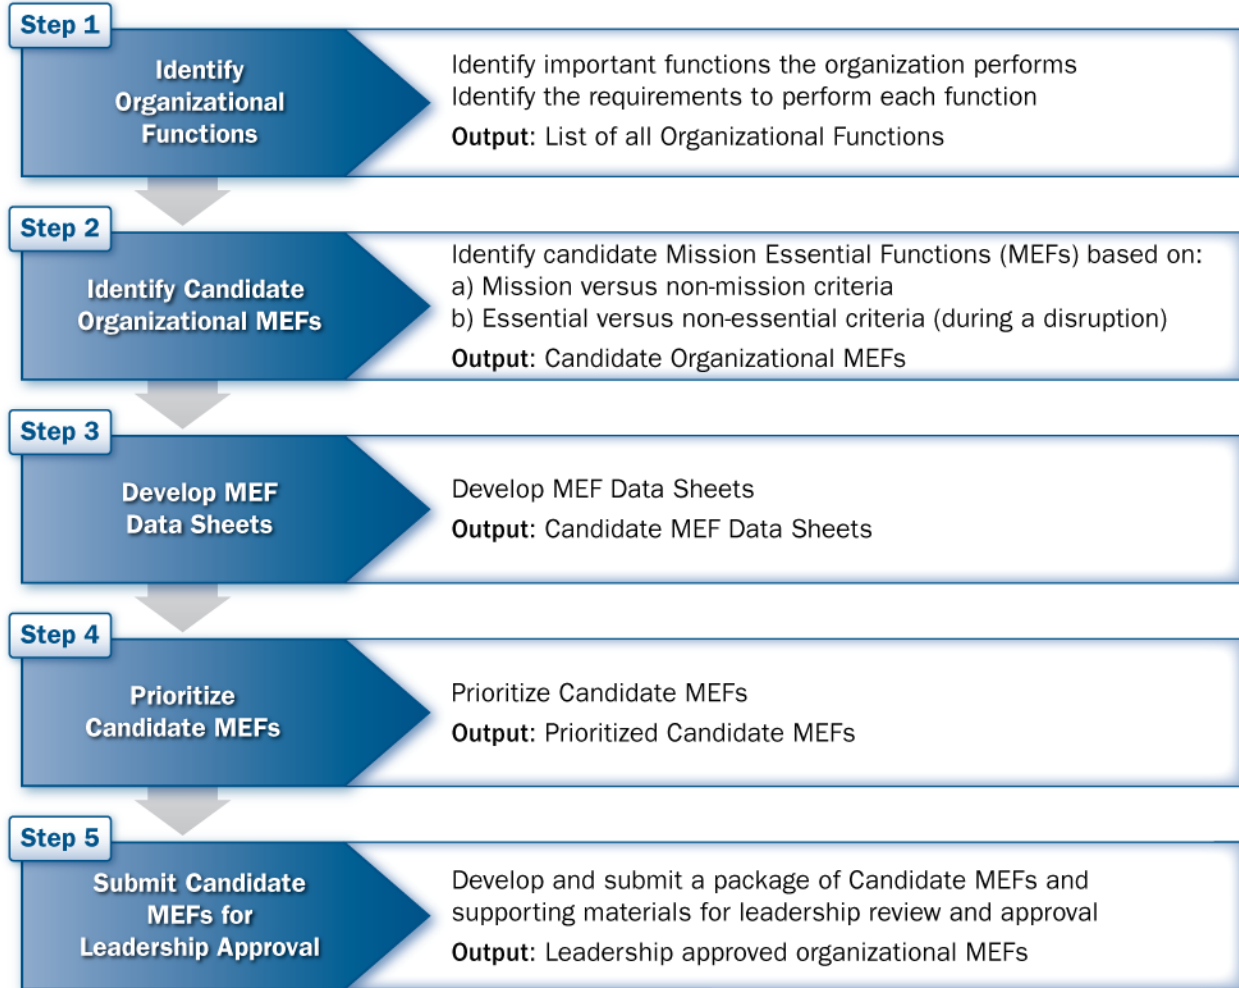 Step 1
Identify
Organizational
Functions
Identify important functions the organization performs
Identify the requirements to perform each function
Output: List of all Organizational Functions
Step 2
Identify Candidate
Organizational MEFs
Identify candidate Mission Essential Functions (MEFs) based on:
a) Mission versus non-mission criteria
b) Essential versus non-essential criteria (during a disruption)
Output: Candidate Organizational MEFs
Step 3
Develop MEF
Data Sheets
Develop MEF Data Sheets
Output: Candidate MEF Data Sheets
Step 4
Prioritize
Candidate MEFs
Prioritize Candidate MEFs
Output: Prioritized Candidate MEFs
Step 5
Submit Candidate
MEFs for
Leadership Approval
Develop and submit a package of Candidate MEFs and
supporting materials for leadership review and approval
Output: Leadership approved organizational MEFs